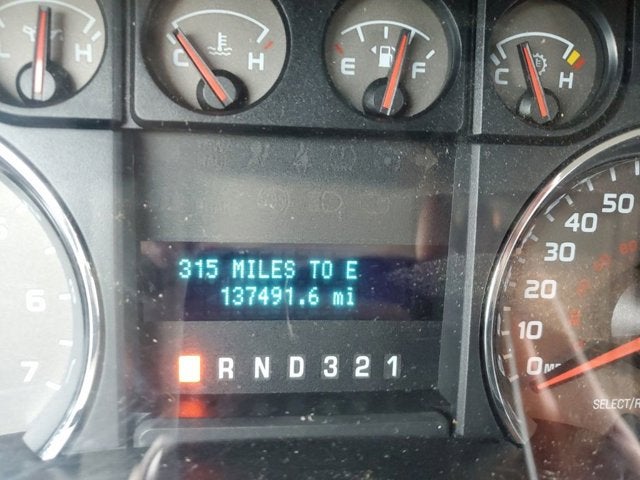 L H
C H
E F
C H
315 MILES TO E
137491.6 mi
R N D 3 2 1
6
7
50
40
30
20
10
0
SELECT/R